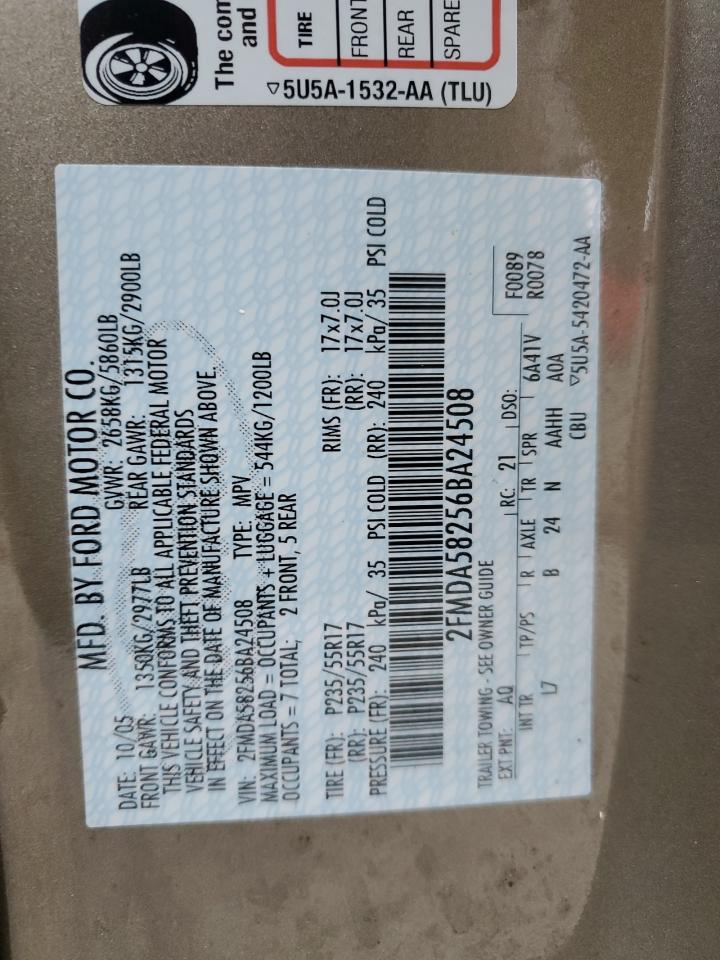 The com
and
TIRE
FRONT
REAR
SPARE
▽5U5A-1532-AA (TLU)
MFD. BY FORD MOTOR CO.
DATE: 10/05 GVWR: 2658KG/5860LB
FRONT GAWR: 1350KG/2977LB REAR GAWR: 1315KG/2900LB
THIS VEHICLE CONFORMS TO ALL APPLICABLE FEDERAL MOTOR
VEHICLE SAFETY AND THEFT PREVENTION STANDARDS
IN EFFECT ON THE DATE OF MANUFACTURE SHOWN ABOVE.
VIN: 2FMDA58256BA24508 TYPE: MPV
MAXIMUM LOAD = OCCUPANTS + LUGGAGE = 544KG/1200LB
OCCUPANTS = 7 TOTAL; 2 FRONT, 5 REAR
TIRE (FR): P235/55R17 RIMS (FR): 17x7.0J
(RR): P235/55R17 (RR): 17x7.0J
PRESSURE (FR): 240 kPa/ 35 PSI COLD (RR): 240 kPa/ 35 PSI COLD
2FMDA58256BA24508
TRAILER TOWING - SEE OWNER GUIDE F0089
EXT PNT: AQ RC: 21 DSO: R0078
INT TR TP/PS R AXLE TR SPR 6A41V
L7 B 24 N AAHH A0A
CBU ▽5U5A-5420472-AA